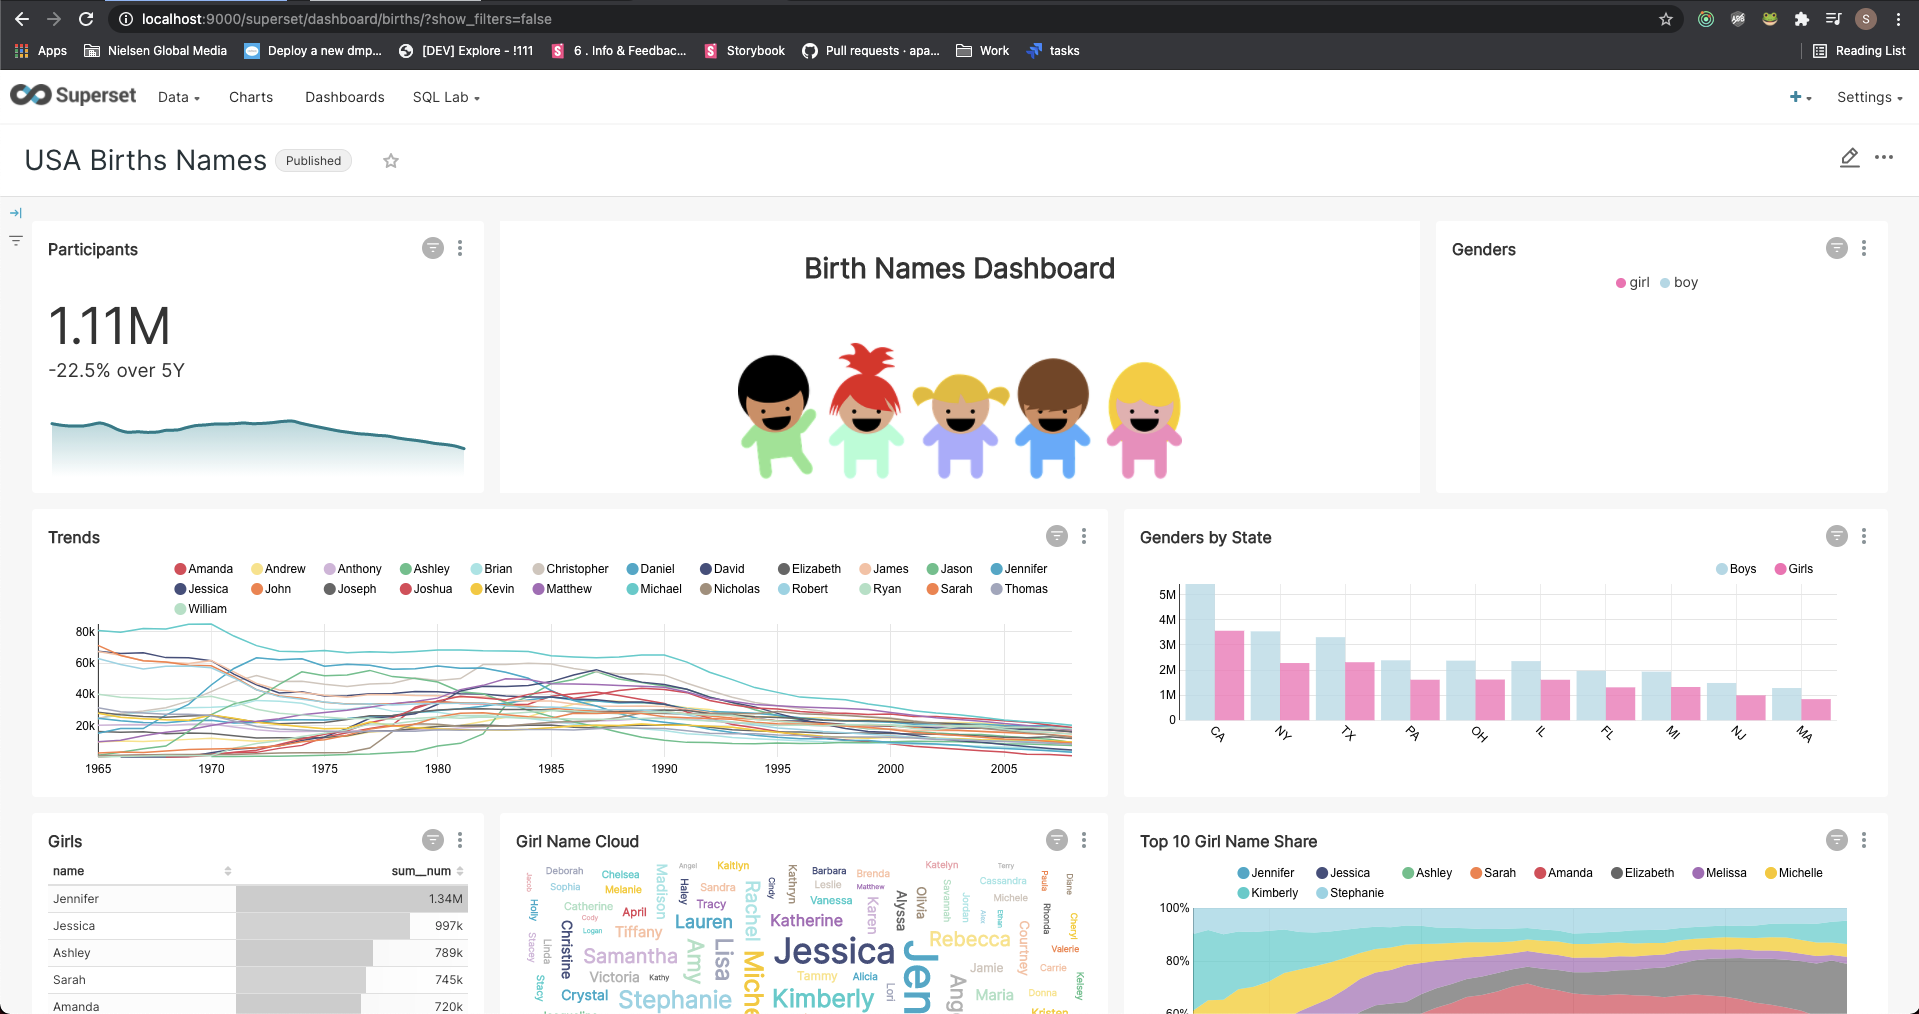 localhost:9000/superset/dashboard/births/?show_filters=false
S
Apps Nielsen Global Media Deploy a new dmp... [DEV] Explore - !111 6 . Info & Feedbac... Storybook Pull requests · apa... Work tasks Reading List
Superset Data Charts Dashboards SQL Lab + Settings
USA Births Names Published
Participants
1.11M
-22.5% over 5Y
Birth Names Dashboard
Genders
girl boy
Trends
Amanda Andrew Anthony Ashley Brian Christopher Daniel David Elizabeth James Jason Jennifer
Jessica John Joseph Joshua Kevin Matthew Michael Nicholas Robert Ryan Sarah Thomas
William
80k
60k
40k
20k
1965 1970 1975 1980 1985 1990 1995 2000 2005
Genders by State
Boys Girls
5M
4M
3M
2M
1M
0
CA NY TX PA OH IL FL MI NJ MA
Girls
name sum__num
Jennifer 1.34M
Jessica 997k
Ashley 789k
Sarah 745k
Amanda 720k
Girl Name Cloud
Deborah
Chelsea
Madison
Angel
Kaitlyn
Kathryn
Barbara
Brenda
Katelyn
Terry
Jacob
Sophia
Melanie
Haley
Sandra
Cindy
Leslie
Matthew
Cassandra
Paula
Diane
Holly
Catherine
Cody
April
Tracy
Rachel
Vanessa
Karen
Alyssa
Olivia
Savannah
Jordan
Alex
Ethan
Michele
Rhonda
Cheryl
Stacey
Linda
Christine
Logan
Tiffany
Lauren
Katherine
Rebecca
Courtney
Valerie
Samantha
Amy
Lisa
Jessica
Victoria
Kathy
Miche
Tammy
Alicia
Jen
Jamie
Carrie
Kelsey
Stacy
Crystal
Stephanie
Kimberly
Lori
Ang
Maria
Donna
Kristen
Top 10 Girl Name Share
Jennifer Jessica Ashley Sarah Amanda Elizabeth Melissa Michelle
Kimberly Stephanie
100%
80%
60%